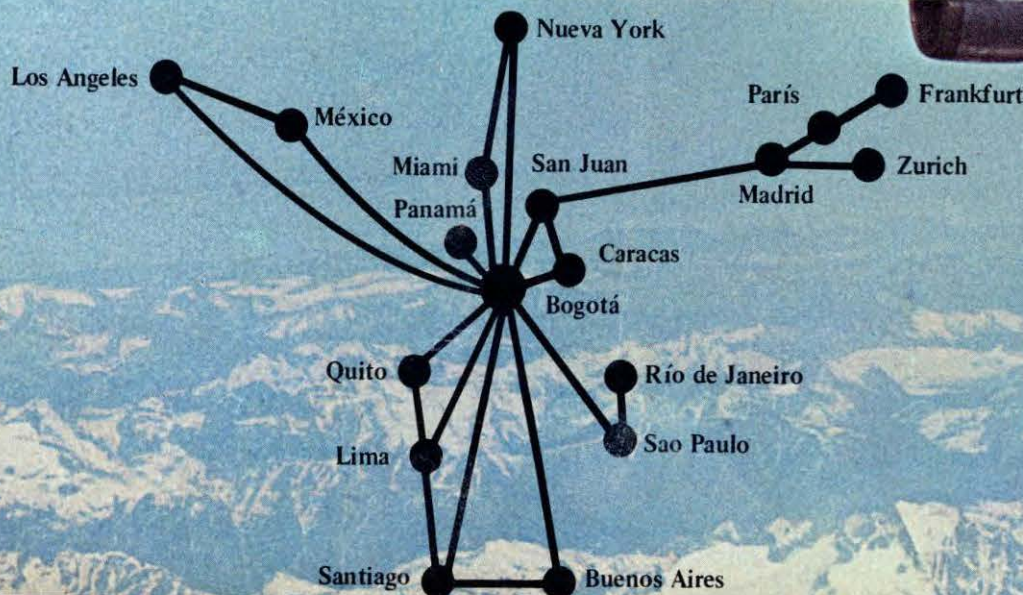 Nueva York
Los Angeles
México
París
Frankfurt
Miami
San Juan
Madrid
Zurich
Panamá
Caracas
Bogotá
Quito
Río de Janeiro
Lima
Sao Paulo
Santiago
Buenos Aires